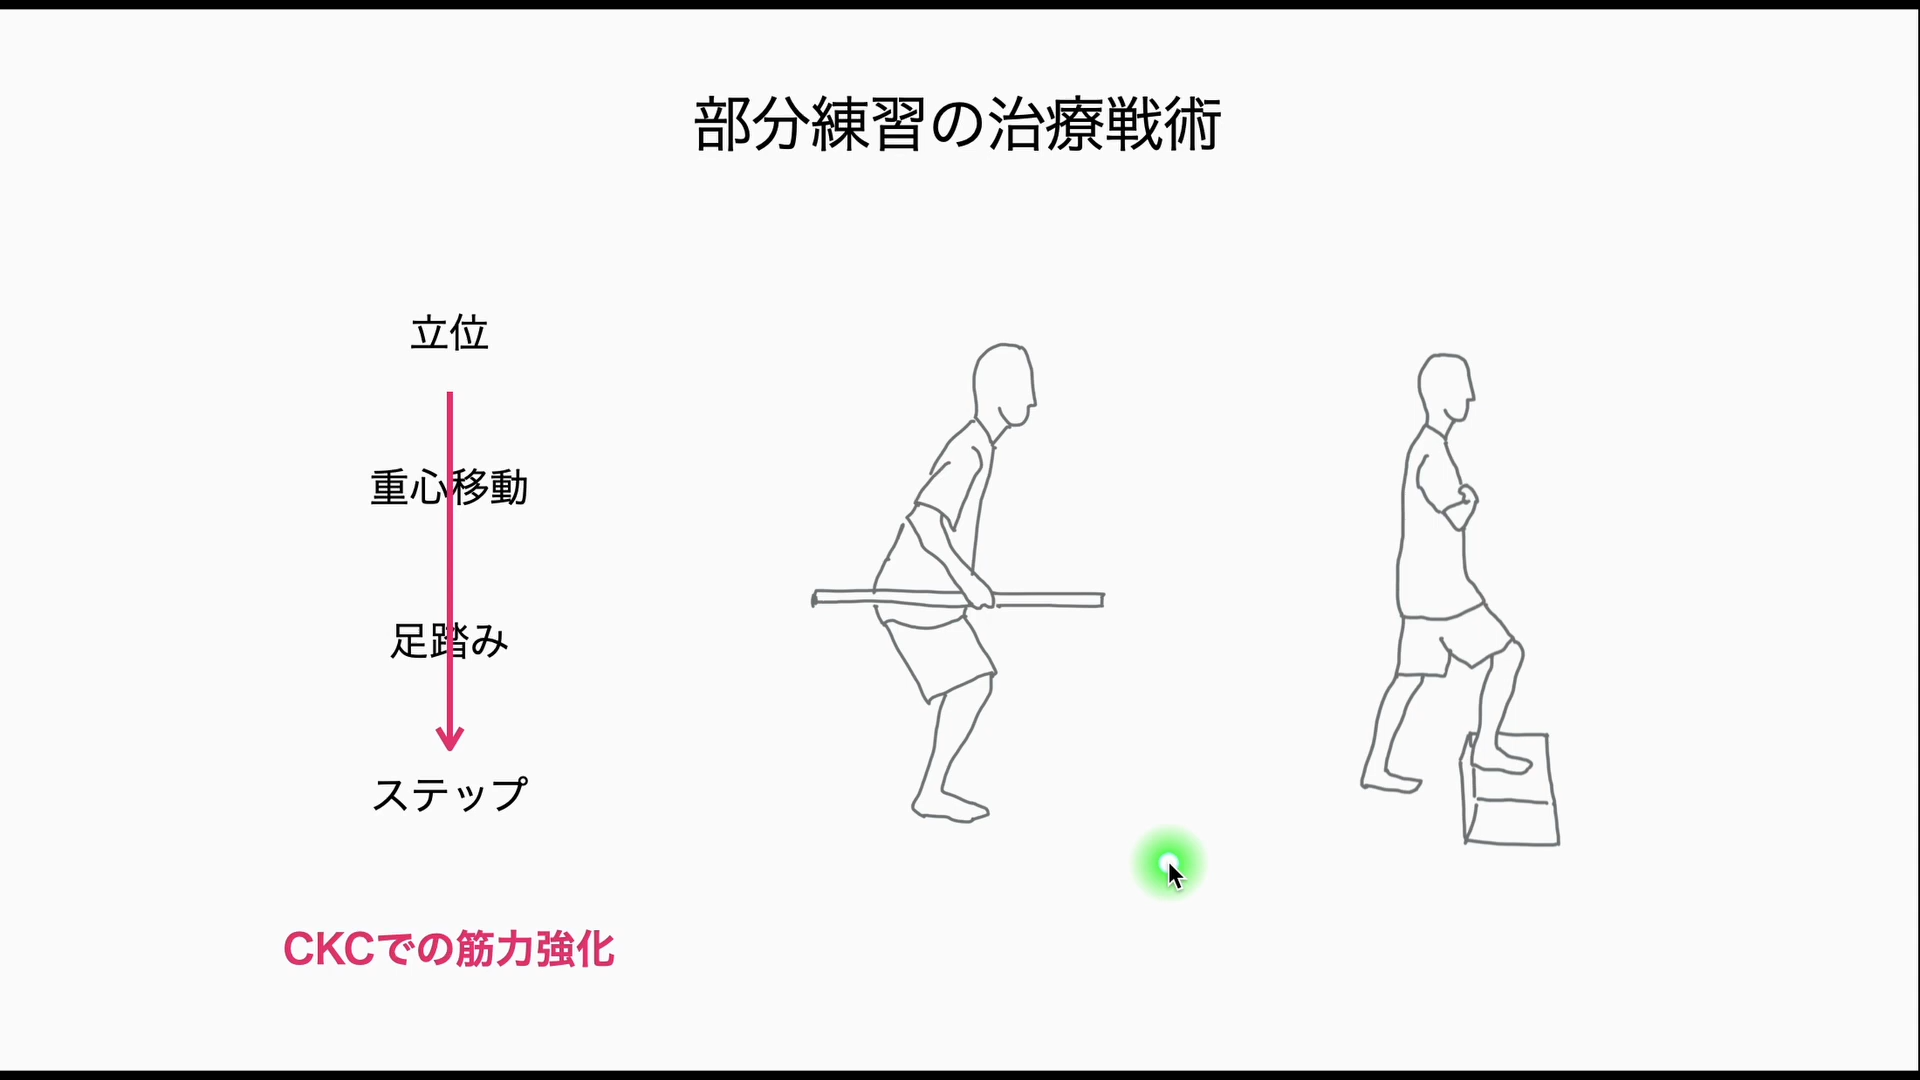 部分練習の治療戦術
立位
重心移動
足踏み
ステップ
CKCでの筋力強化